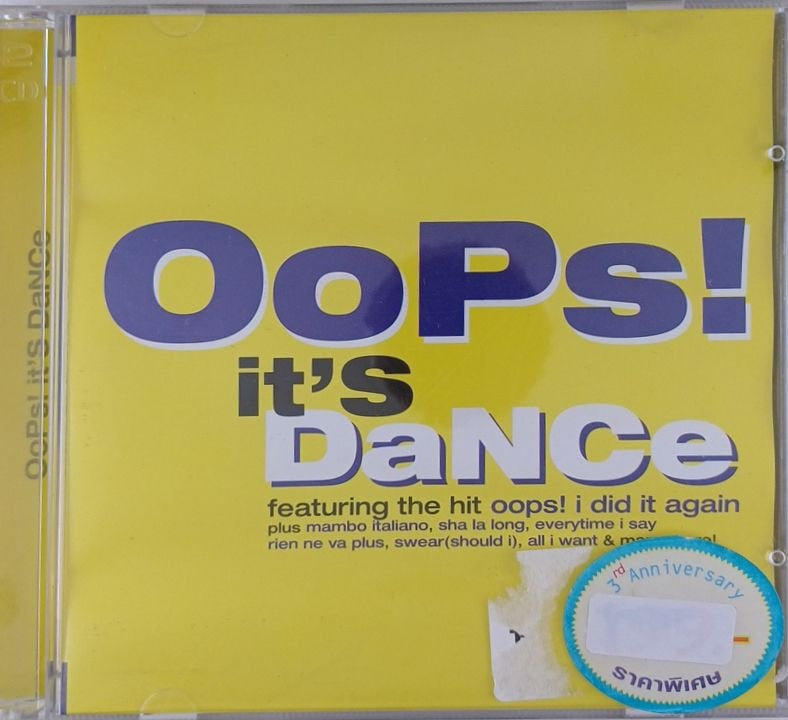 2
CD
OoPs! it'S DaNCe
OoPs!
it'S
DaNCe
featuring the hit oops! i did it again
plus mambo italiano, sha la long, everytime i say
rien ne va plus, swear(should i), all i want &
3rd Anniversary
ราคาพิเศษ